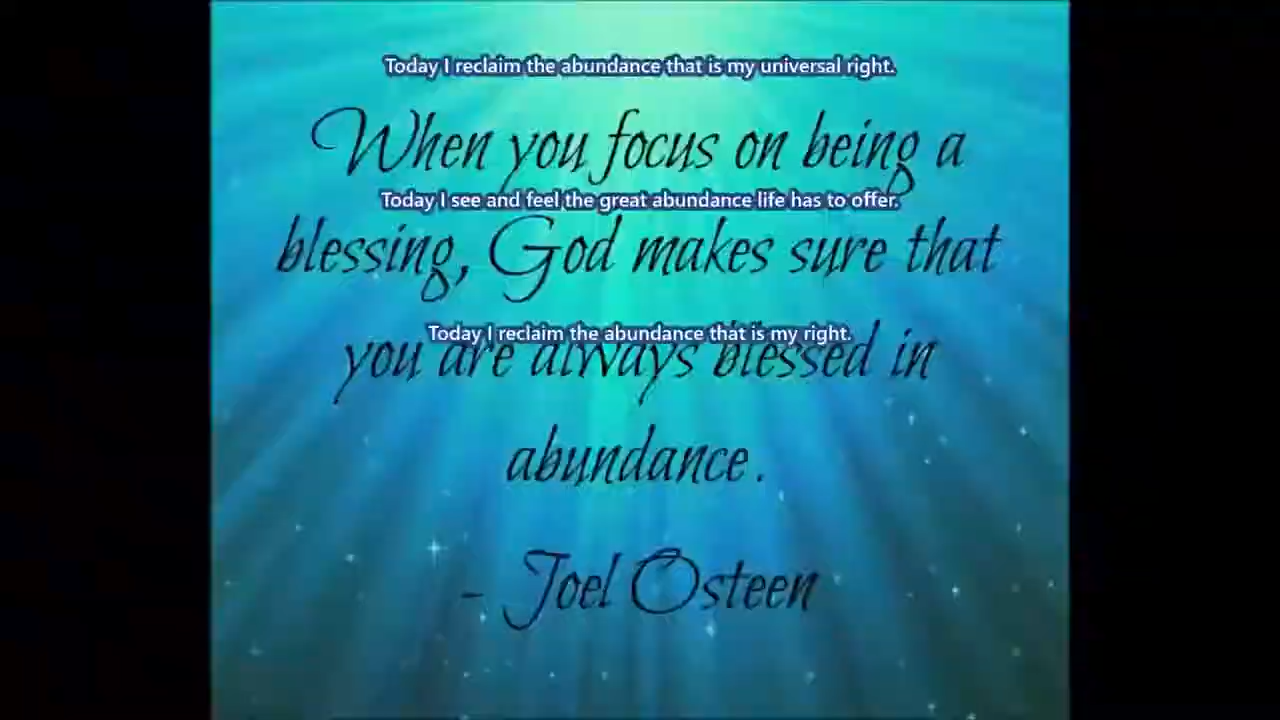 Today I reclaim the abundance that is my universal right.
When you focus on being a
Today I see and feel the great abundance life has to offer.
blessing, God makes sure that
Today I reclaim the abundance that is my right.
you are always blessed in
abundance.
- Joel Osteen